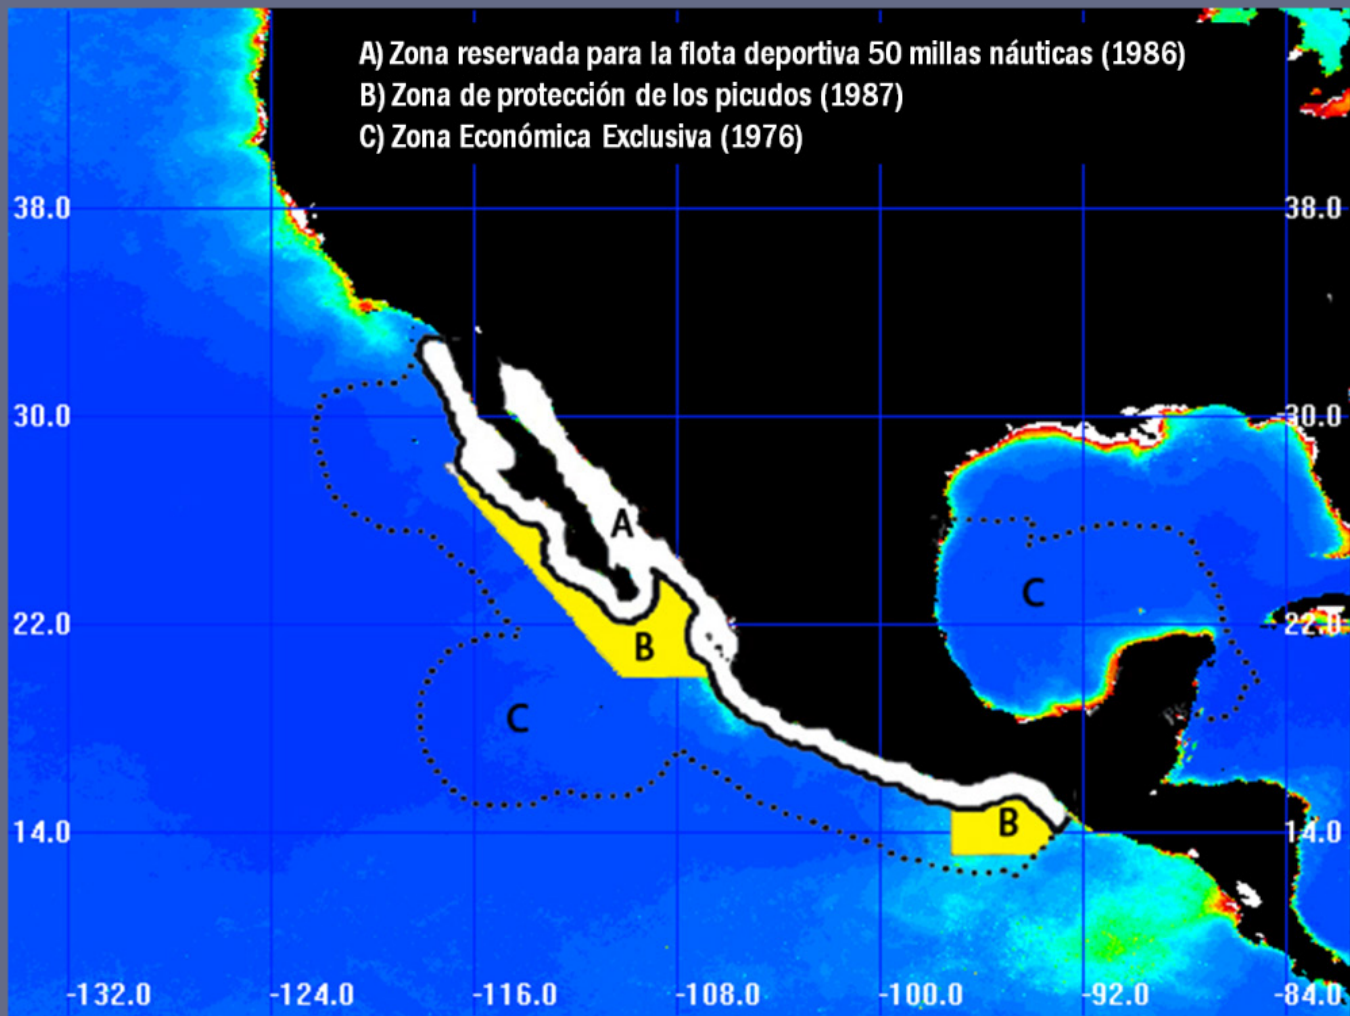 A) Zona reservada para la flota deportiva 50 millas náuticas (1986)
B) Zona de protección de los picudos (1987)
C) Zona Económica Exclusiva (1976)
38.0 38.0
30.0 30.0
A
C
22.0 22.0
B
C
14.0 B 14.0
-132.0 -124.0 -116.0 -108.0 -100.0 -92.0 -84.0